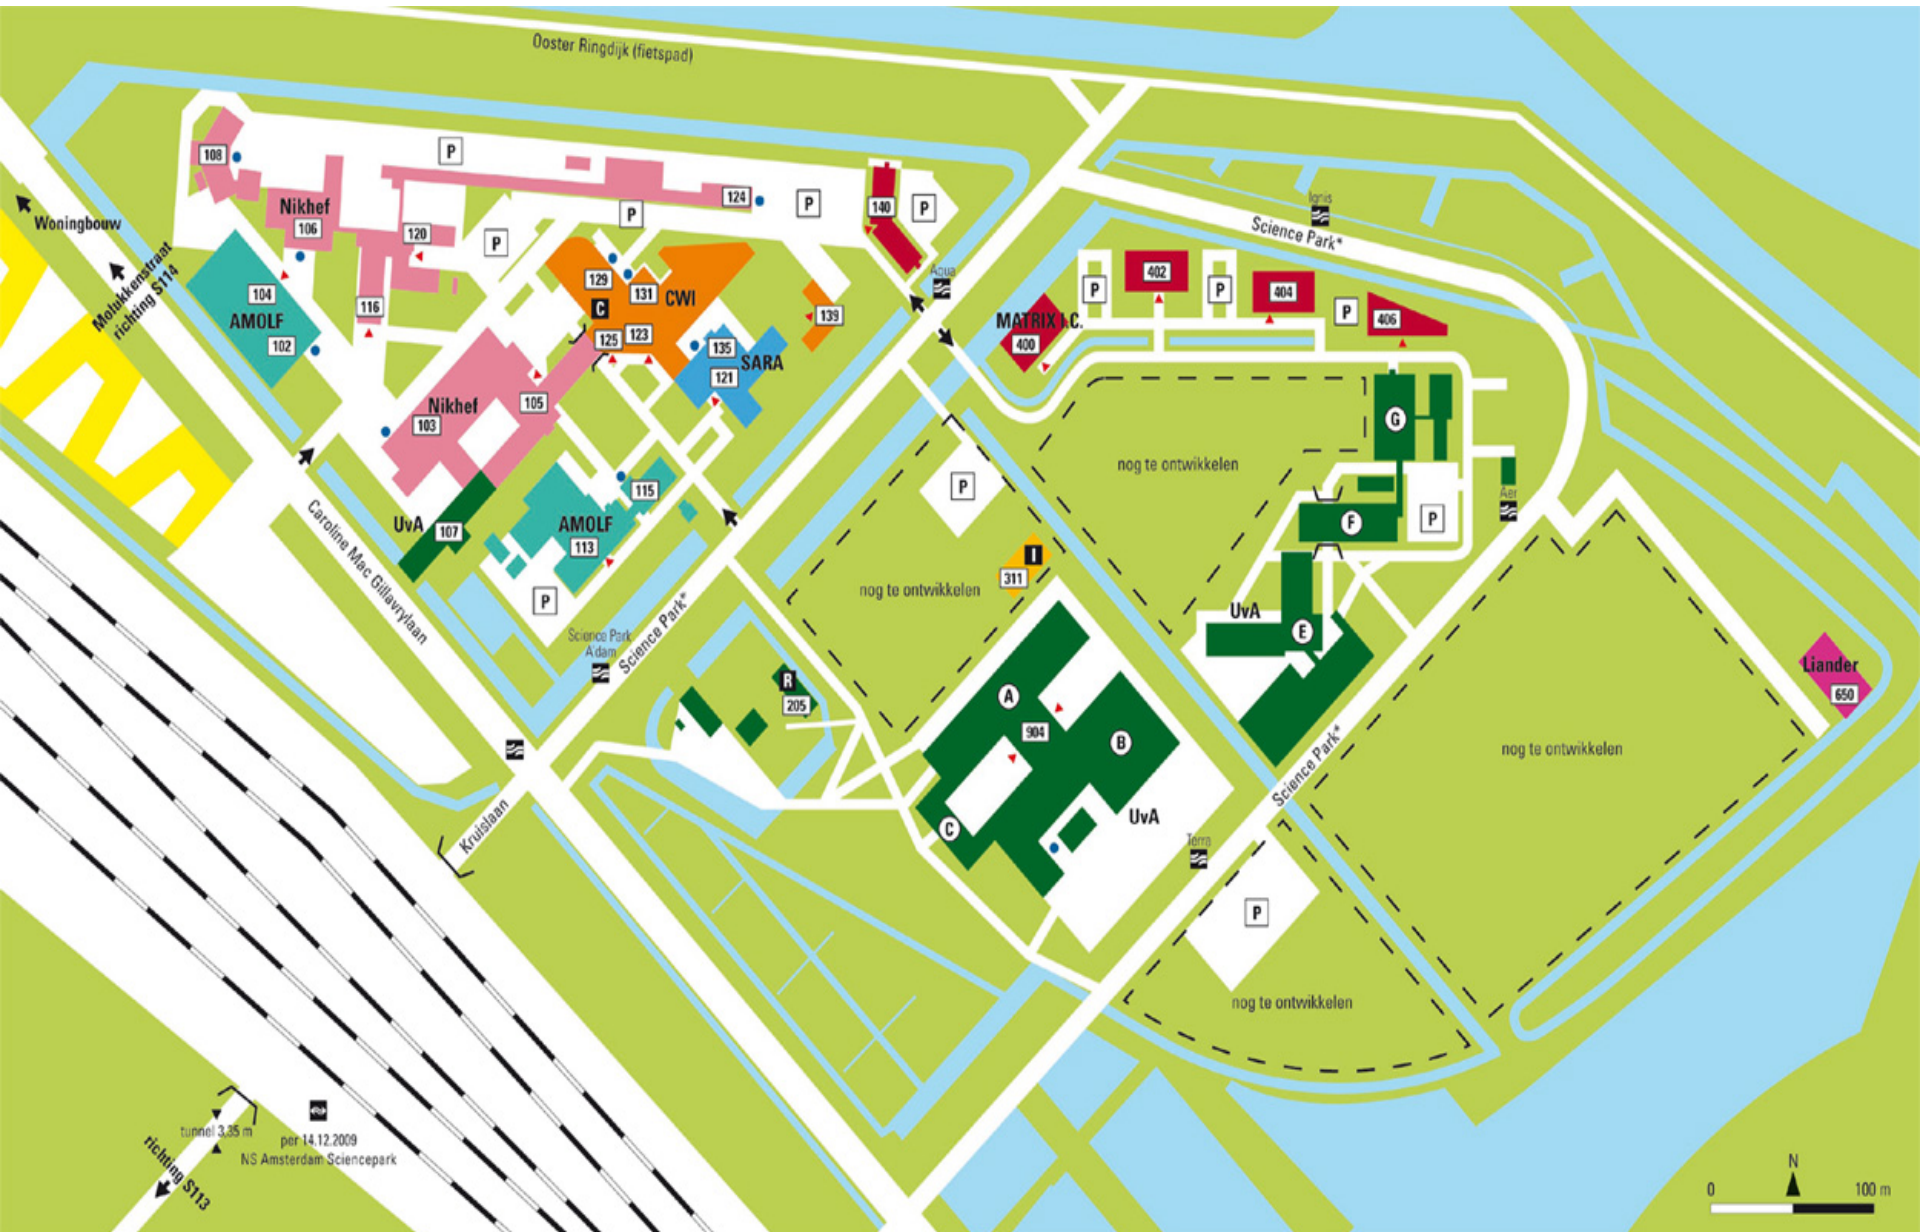 Ooster Ringdijk (fietspad)
P
108
124
P
140
P
Ignis
Nikhef
106
120
P
P
Science Park*
Woningbouw
Molukkenstraat
richting S114
104
AMOLF
102
116
129
131
CWI
C
125
123
135
SARA
121
139
Aqua
MATRIX I.C.
400
P
402
P
404
P
406
Nikhef
103
105
G
nog te ontwikkelen
P
115
AMOLF
113
UvA
107
Caroline Mac Gillavrylaan
P
Aer
F
P
I
311
nog te ontwikkelen
Science Park
A'dam
Science Park*
UvA
E
R
205
A
904
B
C
UvA
Liander
650
nog te ontwikkelen
Science Park*
Kruislaan
Terra
P
nog te ontwikkelen
tunnel 3,35 m
richting S113
per 14.12.2009
NS Amsterdam Sciencepark
N
0
100 m